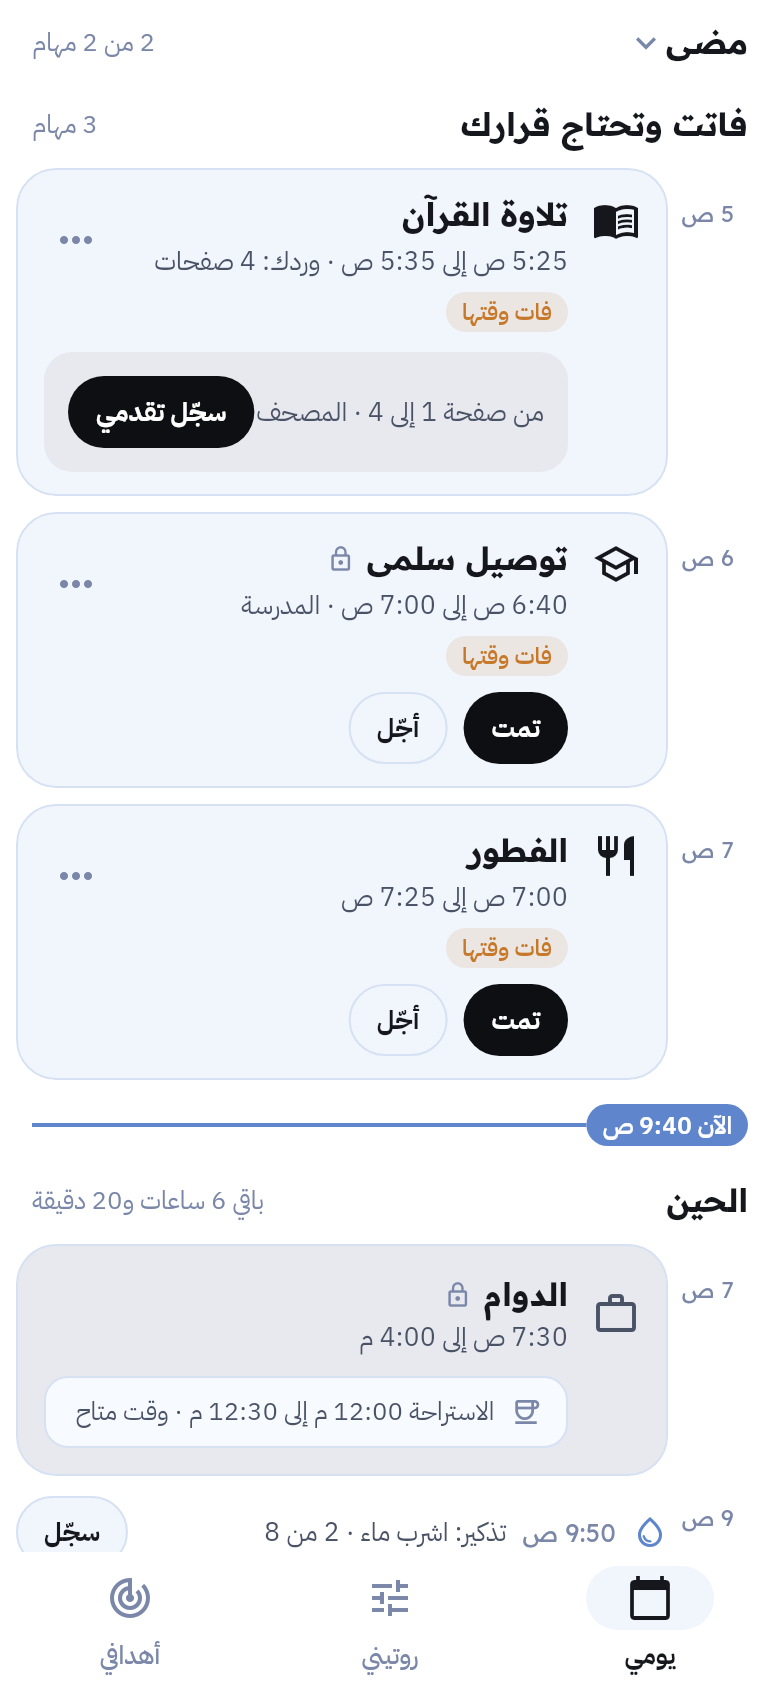 مضى
2 من 2 مهام
فاتت وتحتاج قرارك
3 مهام
5 ص
تلاوة القرآن
5:25 ص إلى 5:35 ص · وردك: 4 صفحات
فات وقتها
من صفحة 1 إلى 4 · المصحف
سجّل تقدمي
6 ص
توصيل سلمى
6:40 ص إلى 7:00 ص · المدرسة
فات وقتها
تمت
أجّل
7 ص
الفطور
7:00 ص إلى 7:25 ص
فات وقتها
تمت
أجّل
الآن 9:40 ص
الحين
باقي 6 ساعات و20 دقيقة
7 ص
الدوام
7:30 ص إلى 4:00 م
الاستراحة 12:00 م إلى 12:30 م · وقت متاح
9 ص
9:50 ص تذكير: اشرب ماء · 2 من 8
سجّل
يومي
روتيني
أهدافي